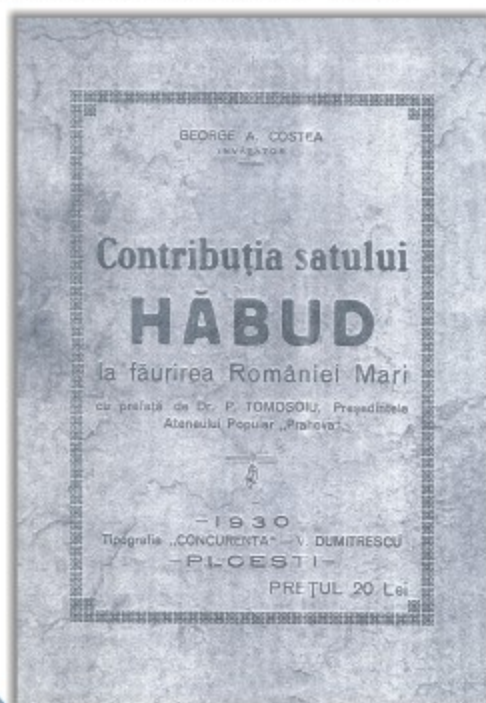 GEORGE A. COSTEA
INVĂȚĂTOR
Contribuția satului
HĂBUD
la făurirea României Mari
cu prefață de Dr. P. TOMOȘOIU, Președintele
Ateneului Popular „Prahova”.
—1930—
Tipografia „CONCURENȚA” — V. DUMITRESCU
—PLOEȘTI—
PREȚUL 20 Lei